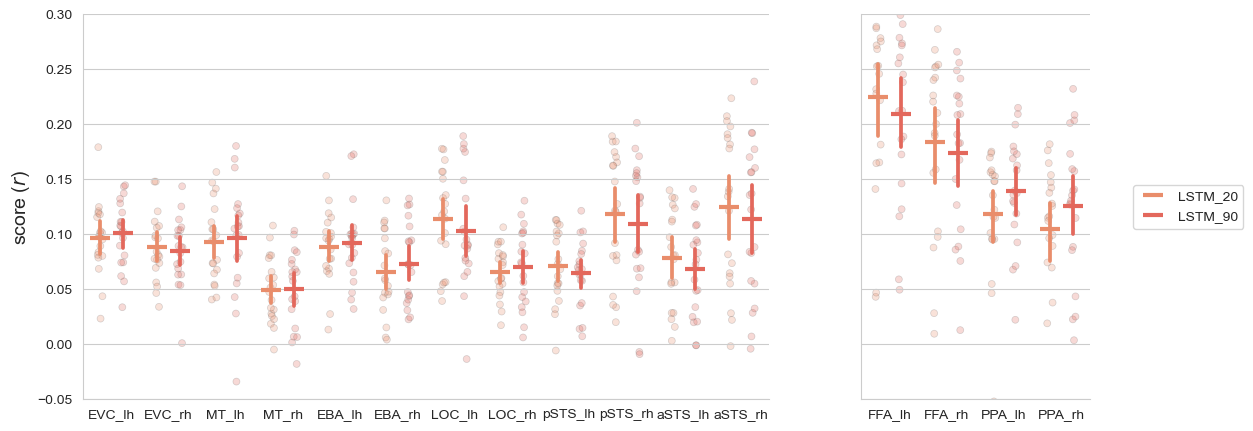 score (r)
0.30
0.25
0.20
0.15
0.10
0.05
0.00
−0.05
EVC_lh EVC_rh MT_lh MT_rh EBA_lh EBA_rh LOC_lh LOC_rh pSTS_lh pSTS_rh aSTS_lh aSTS_rh
FFA_lh FFA_rh PPA_lh PPA_rh
LSTM_20
LSTM_90